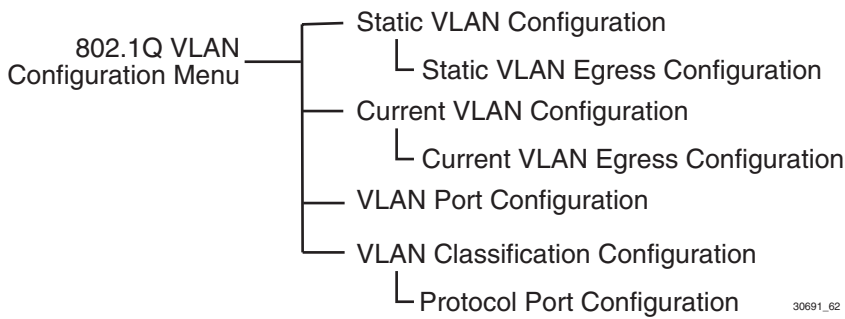 802.1Q VLAN
Configuration Menu
Static VLAN Configuration
Static VLAN Egress Configuration
Current VLAN Configuration
Current VLAN Egress Configuration
VLAN Port Configuration
VLAN Classification Configuration
Protocol Port Configuration
30691_62